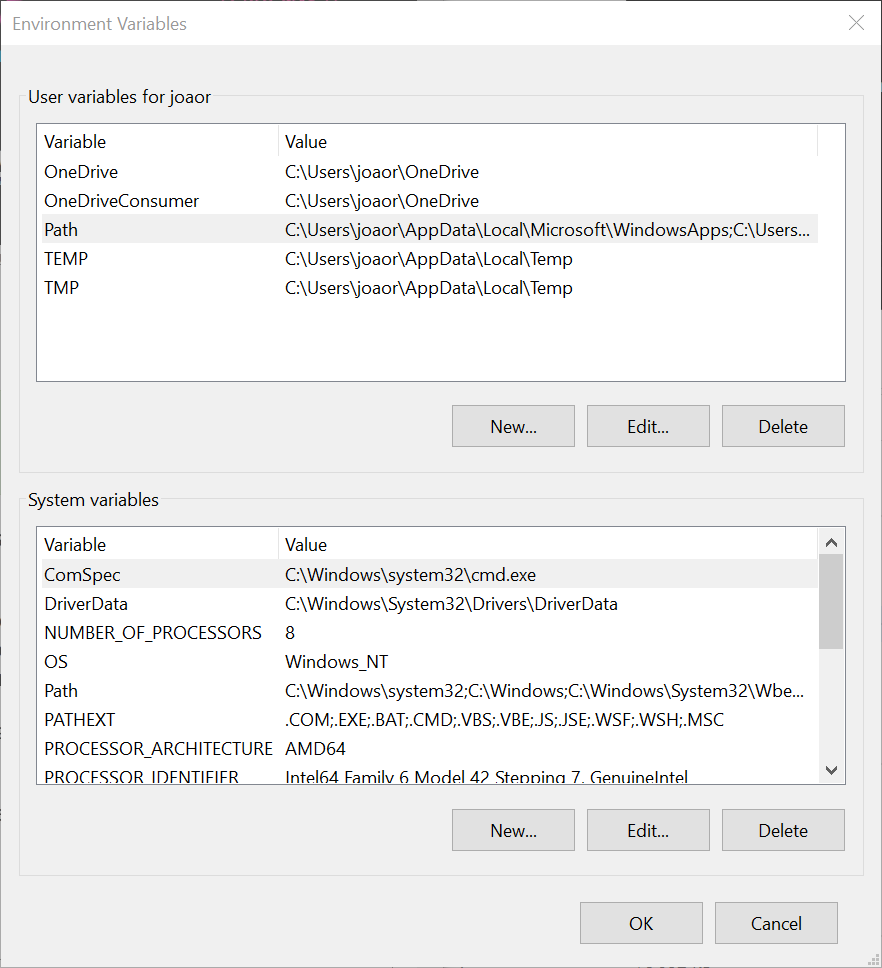 Environment Variables
User variables for joaor
Variable Value
OneDrive C:\Users\joaor\OneDrive
OneDriveConsumer C:\Users\joaor\OneDrive
Path C:\Users\joaor\AppData\Local\Microsoft\WindowsApps;C:\Users...
TEMP C:\Users\joaor\AppData\Local\Temp
TMP C:\Users\joaor\AppData\Local\Temp
New... Edit... Delete
System variables
Variable Value
ComSpec C:\Windows\system32\cmd.exe
DriverData C:\Windows\System32\Drivers\DriverData
NUMBER_OF_PROCESSORS 8
OS Windows_NT
Path C:\Windows\system32;C:\Windows;C:\Windows\System32\Wbe...
PATHEXT .COM;.EXE;.BAT;.CMD;.VBS;.VBE;.JS;.JSE;.WSF;.WSH;.MSC
PROCESSOR_ARCHITECTURE AMD64
PROCESSOR_IDENTIFIER Intel64 Family 6 Model 42 Stepping 7, GenuineIntel
New... Edit... Delete
OK Cancel